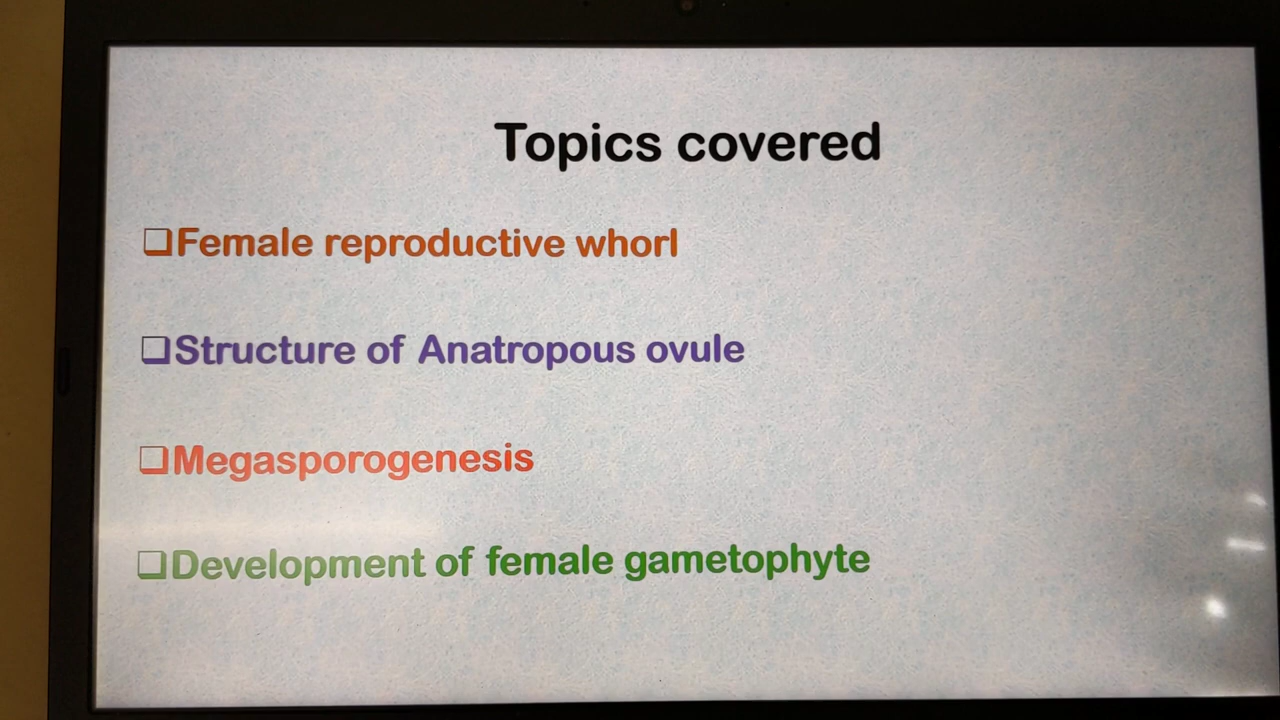 Topics covered
❑Female reproductive whorl
❑Structure of Anatropous ovule
❑Megasporogenesis
❑Development of female gametophyte